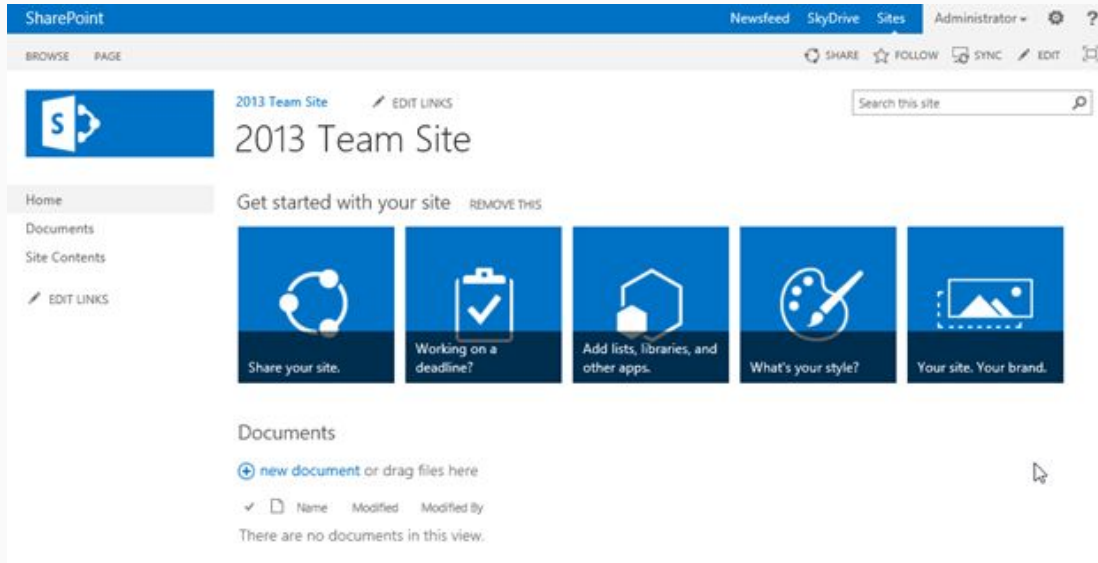 SharePoint
Newsfeed SkyDrive Sites Administrator ?
BROWSE PAGE
SHARE FOLLOW SYNC EDIT
S
2013 Team Site EDIT LINKS
Search this site
2013 Team Site
Home
Documents
Site Contents
EDIT LINKS
Get started with your site REMOVE THIS
Share your site.
Working on a
deadline?
Add lists, libraries, and
other apps.
What's your style?
Your site. Your brand.
Documents
new document or drag files here
Name Modified Modified By
There are no documents in this view.